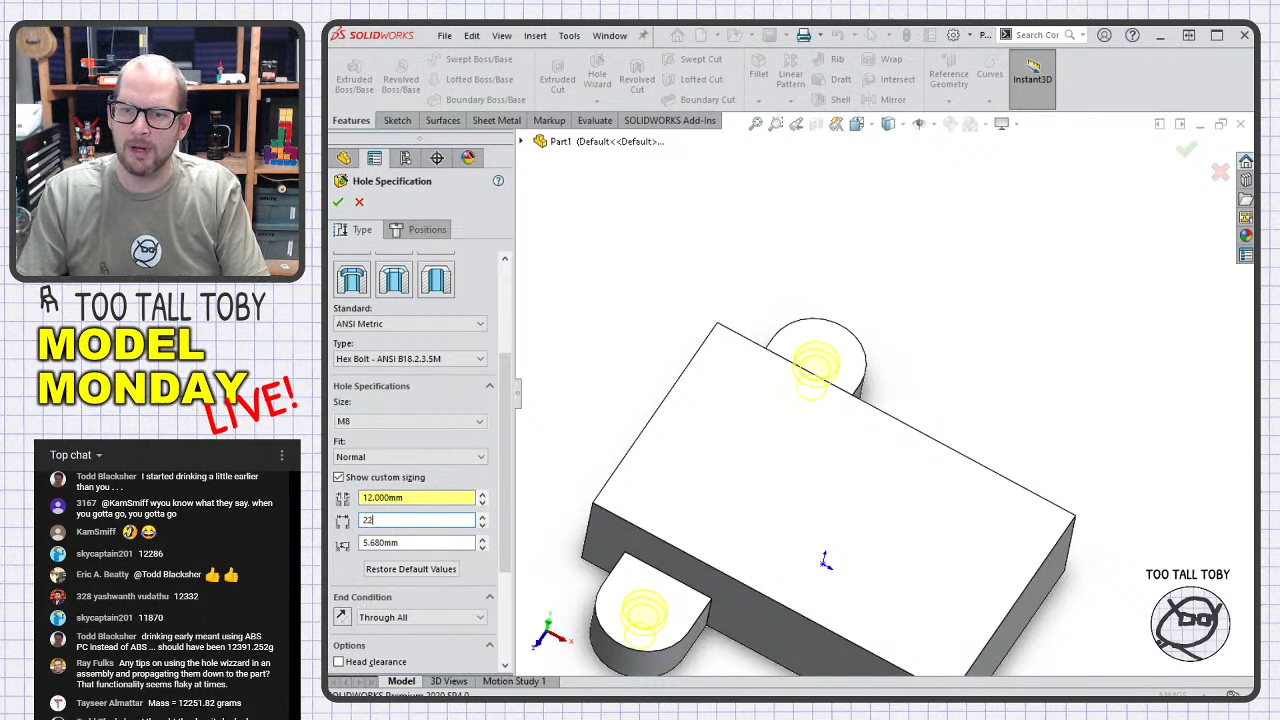 TOO TALL TOBY
MODEL
MONDAY
LIVE!
Top chat
Todd Blacksher I started drinking a little earlier
than you . . .
3167 @KamSmiff wyou know what they say. when
you gotta go, you gotta go
KamSmiff 🤣😂
skycaptain201 12286
Eric A. Beatty @Todd Blacksher 👍👍
328 yashwanth vudathu 12332
skycaptain201 11870
Todd Blacksher drinking early meant using ABS
PC instead of ABS ... should have been 12391.252g
Ray Fulks Any tips on using the hole wizzard in an
assembly and propagating them down to the part?
That functionality seems flaky at times.
Tayseer Almattar Mass = 12251.82 grams
SOLIDWORKS
File Edit View Insert Tools Window
P...
Search Cor
Extruded Boss/Base
Revolved Boss/Base
Swept Boss/Base
Lofted Boss/Base
Boundary Boss/Base
Extruded Cut
Hole Wizard
Revolved Cut
Swept Cut
Lofted Cut
Boundary Cut
Fillet
Linear Pattern
Rib
Draft
Shell
Wrap
Intersect
Mirror
Reference Geometry
Curves
Instant3D
Features Sketch Surfaces Sheet Metal Markup Evaluate SOLIDWORKS Add-Ins
Part1 (Default<<Default>...
Hole Specification
Type Positions
Standard:
ANSI Metric
Type:
Hex Bolt - ANSI B18.2.3.5M
Hole Specifications
Size:
M8
Fit:
Normal
Show custom sizing
12.000mm
22
5.680mm
Restore Default Values
End Condition
Through All
Options
Head clearance
Model 3D Views Motion Study 1
TOO TALL TOBY